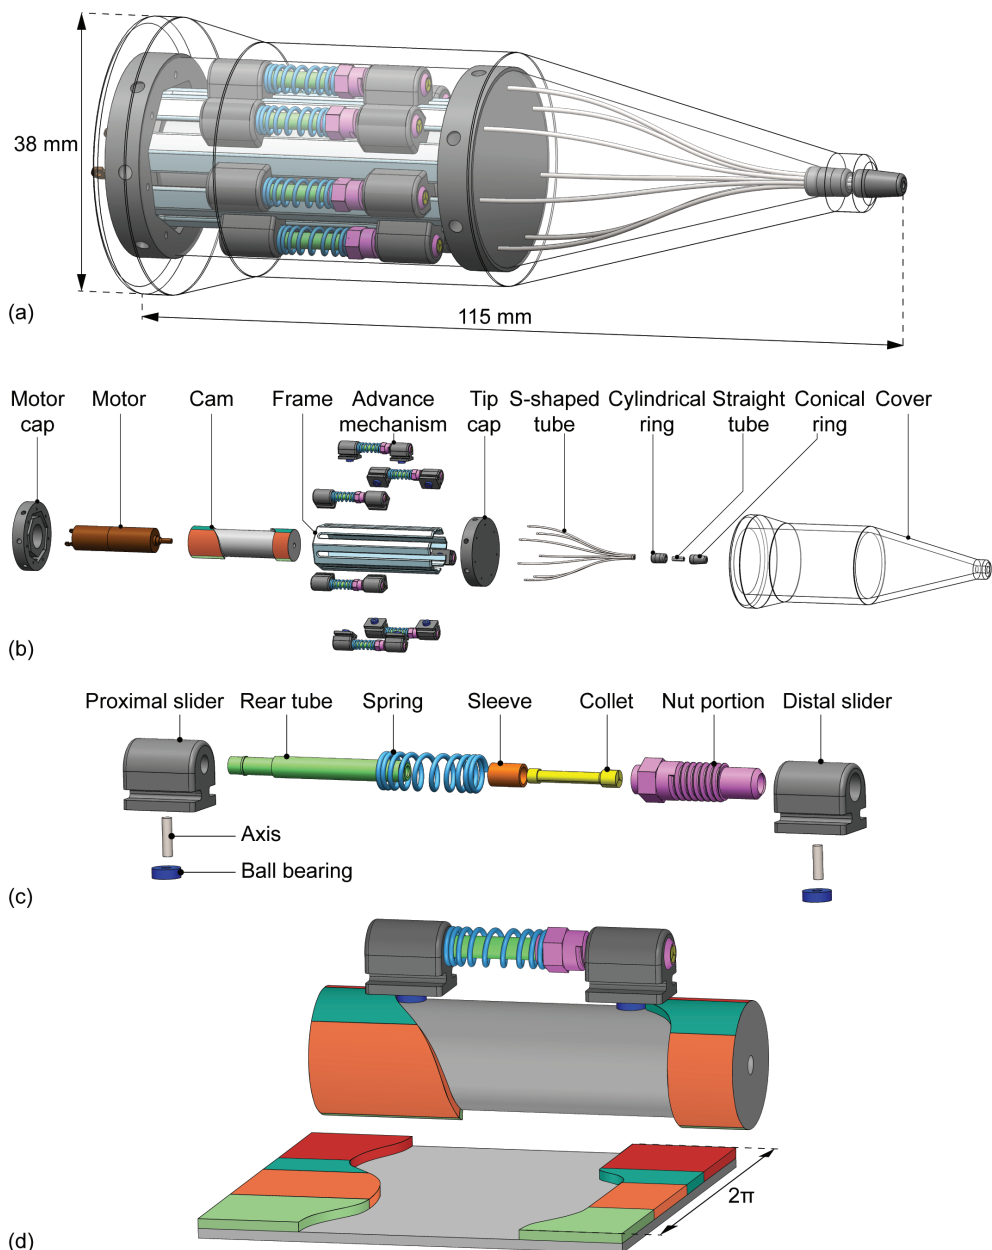 (a)
38 mm
115 mm
Motor cap
Motor
Cam
Frame
Advance mechanism
Tip cap
S-shaped tube
Cylindrical ring
Straight tube
Conical ring
Cover
(b)
Proximal slider
Rear tube
Spring
Sleeve
Collet
Nut portion
Distal slider
Axis
Ball bearing
(c)
2π
(d)